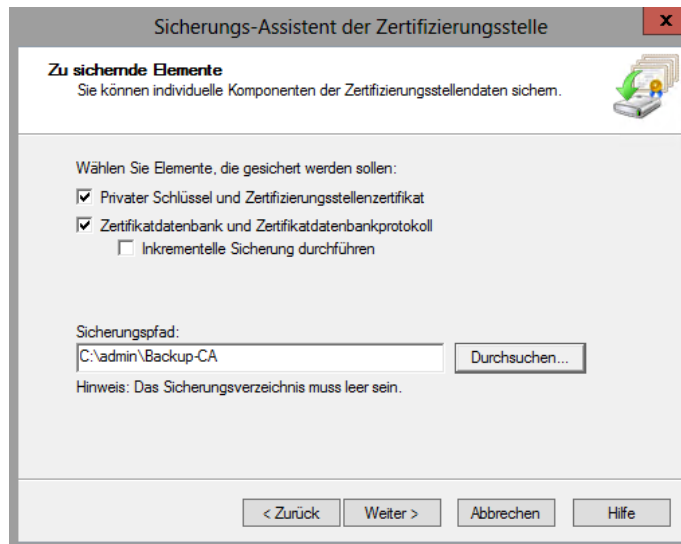 Sicherungs-Assistent der Zertifizierungsstelle
x
Zu sichernde Elemente
Sie können individuelle Komponenten der Zertifizierungsstellendaten sichern.
Wählen Sie Elemente, die gesichert werden sollen:
Privater Schlüssel und Zertifizierungsstellenzertifikat
Zertifikatdatenbank und Zertifikatdatenbankprotokoll
Inkrementelle Sicherung durchführen
Sicherungspfad:
C:\admin\Backup-CA
Durchsuchen...
Hinweis: Das Sicherungsverzeichnis muss leer sein.
< Zurück Weiter > Abbrechen Hilfe